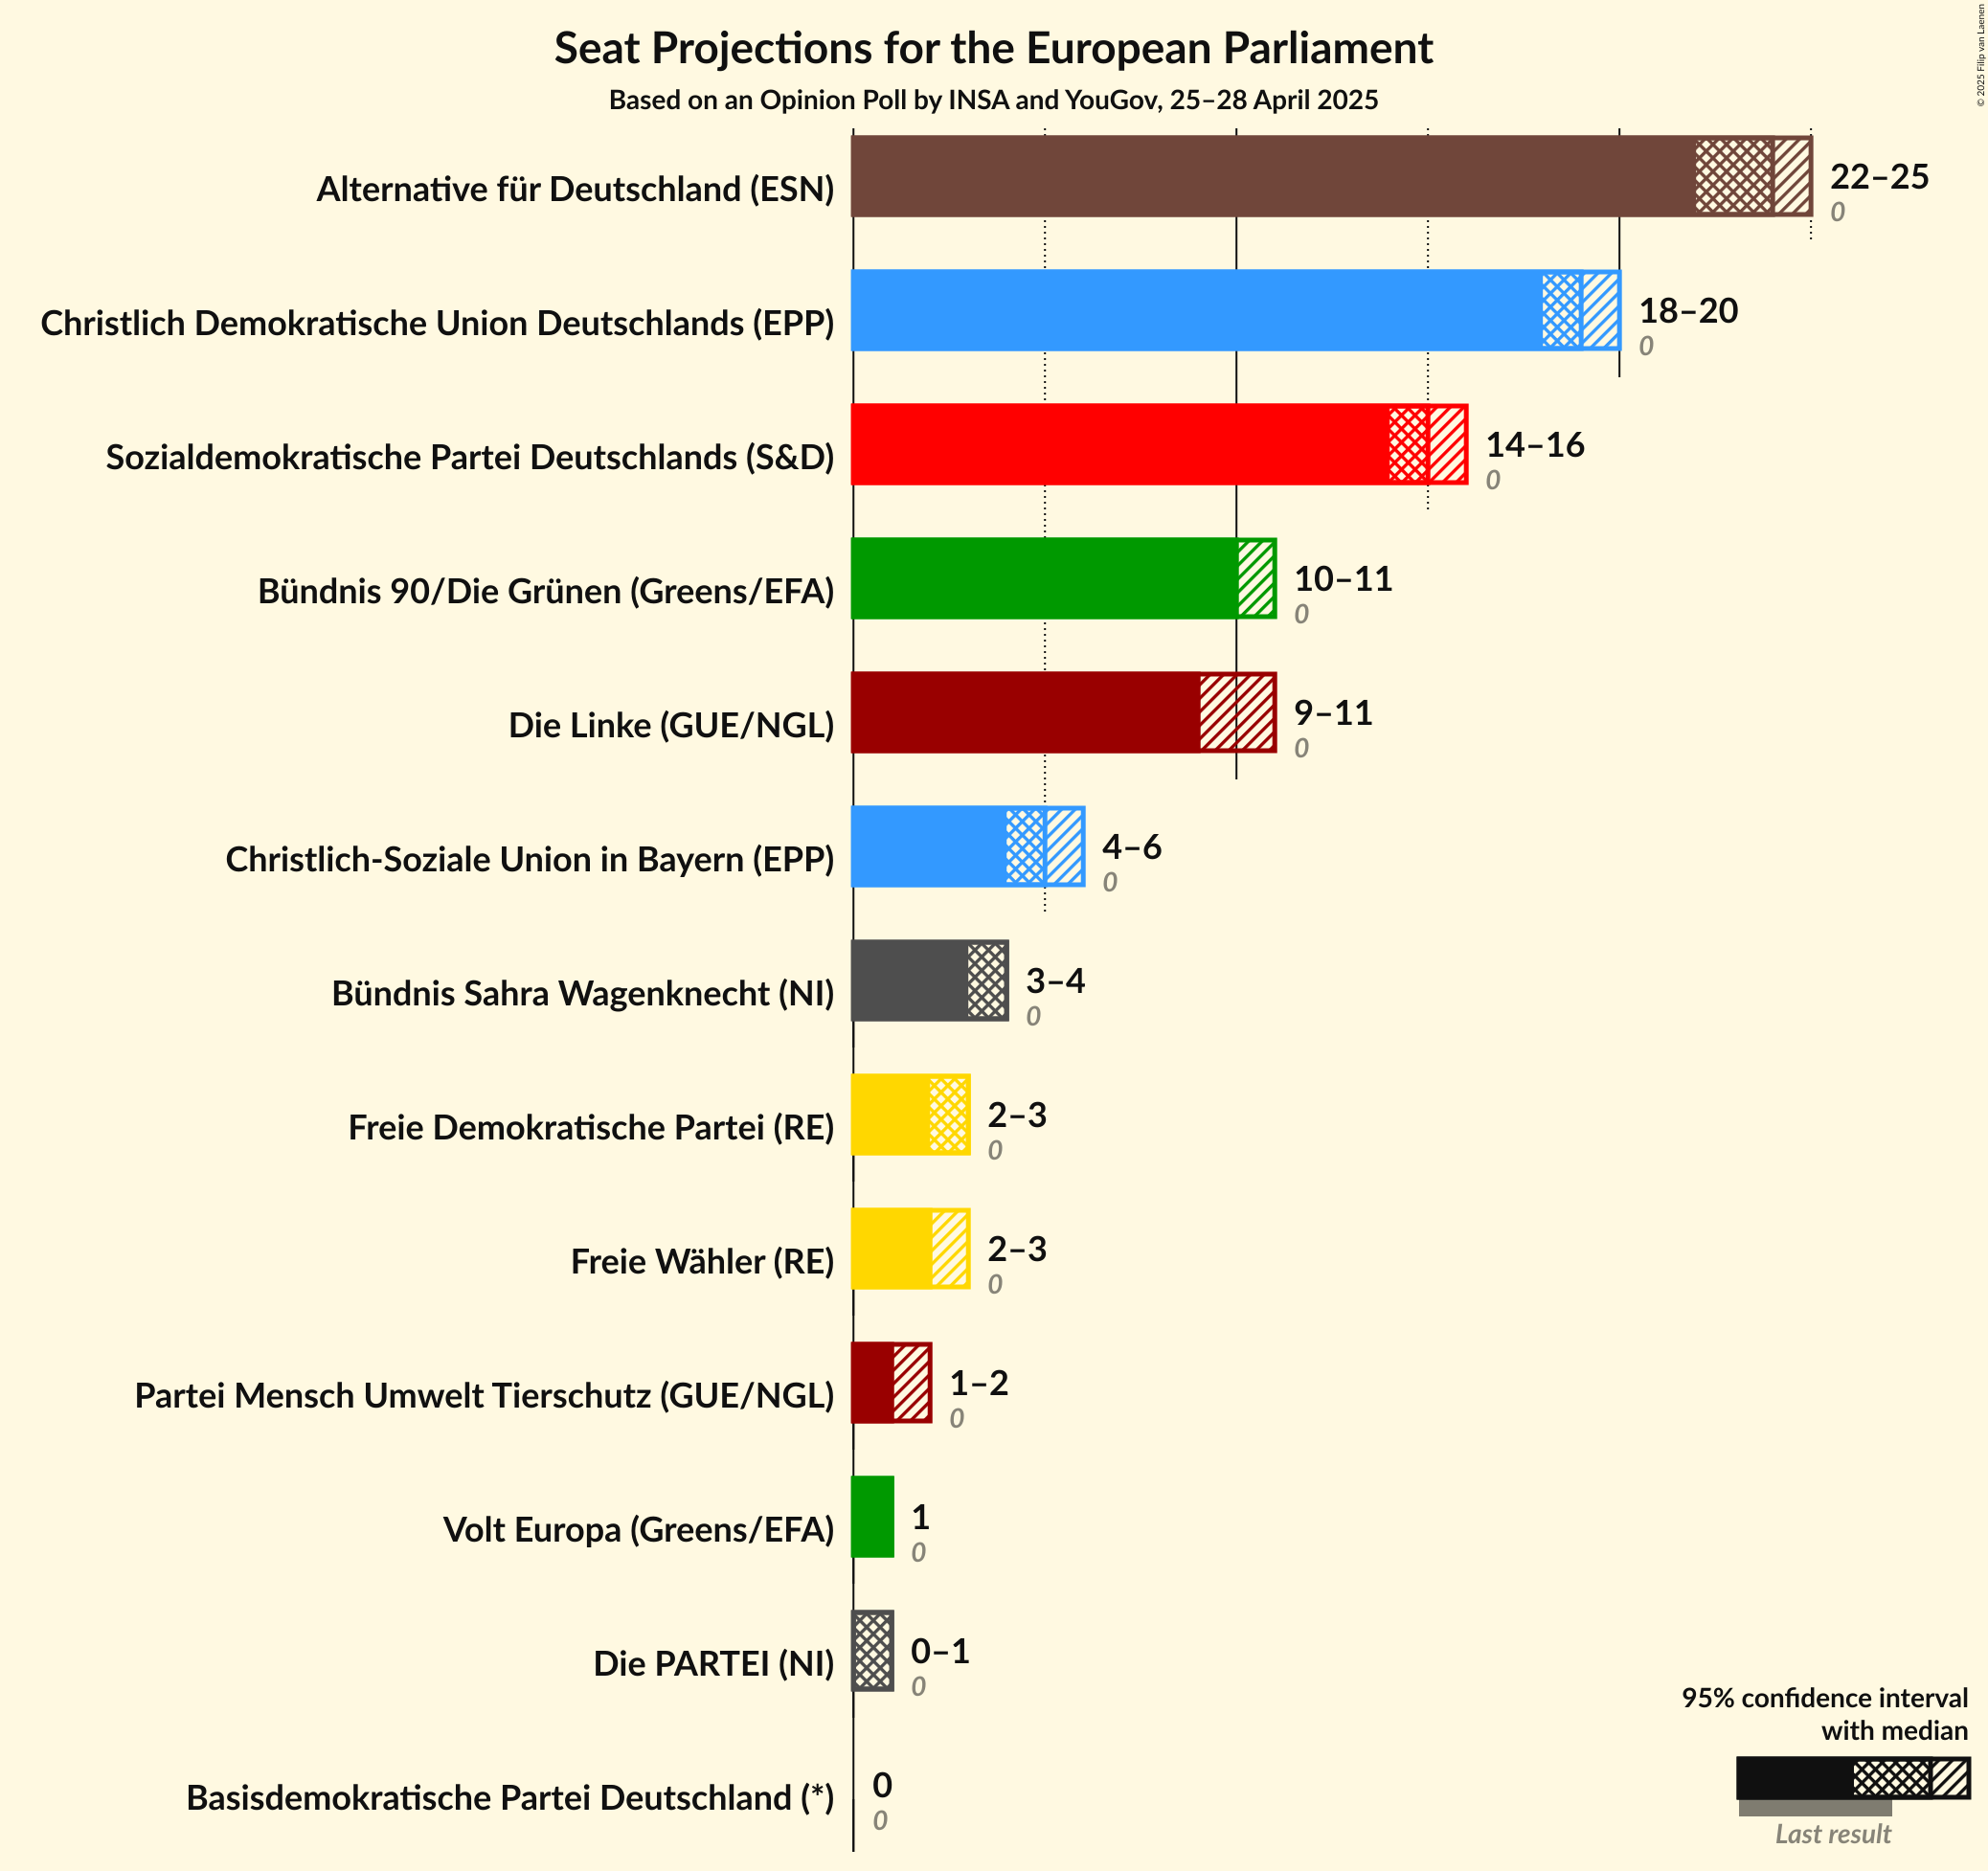 © 2025 Filip van Laenen
Seat Projections for the European Parliament
Based on an Opinion Poll by INSA and YouGov, 25–28 April 2025
Alternative für Deutschland (ESN)
22–25
0
Christlich Demokratische Union Deutschlands (EPP)
18–20
0
Sozialdemokratische Partei Deutschlands (S&D)
14–16
0
Bündnis 90/Die Grünen (Greens/EFA)
10–11
0
Die Linke (GUE/NGL)
9–11
0
Christlich-Soziale Union in Bayern (EPP)
4–6
0
Bündnis Sahra Wagenknecht (NI)
3–4
0
Freie Demokratische Partei (RE)
2–3
0
Freie Wähler (RE)
2–3
0
Partei Mensch Umwelt Tierschutz (GUE/NGL)
1–2
0
Volt Europa (Greens/EFA)
1
0
Die PARTEI (NI)
0–1
0
Basisdemokratische Partei Deutschland (*)
0
0
95% confidence interval
with median
Last result